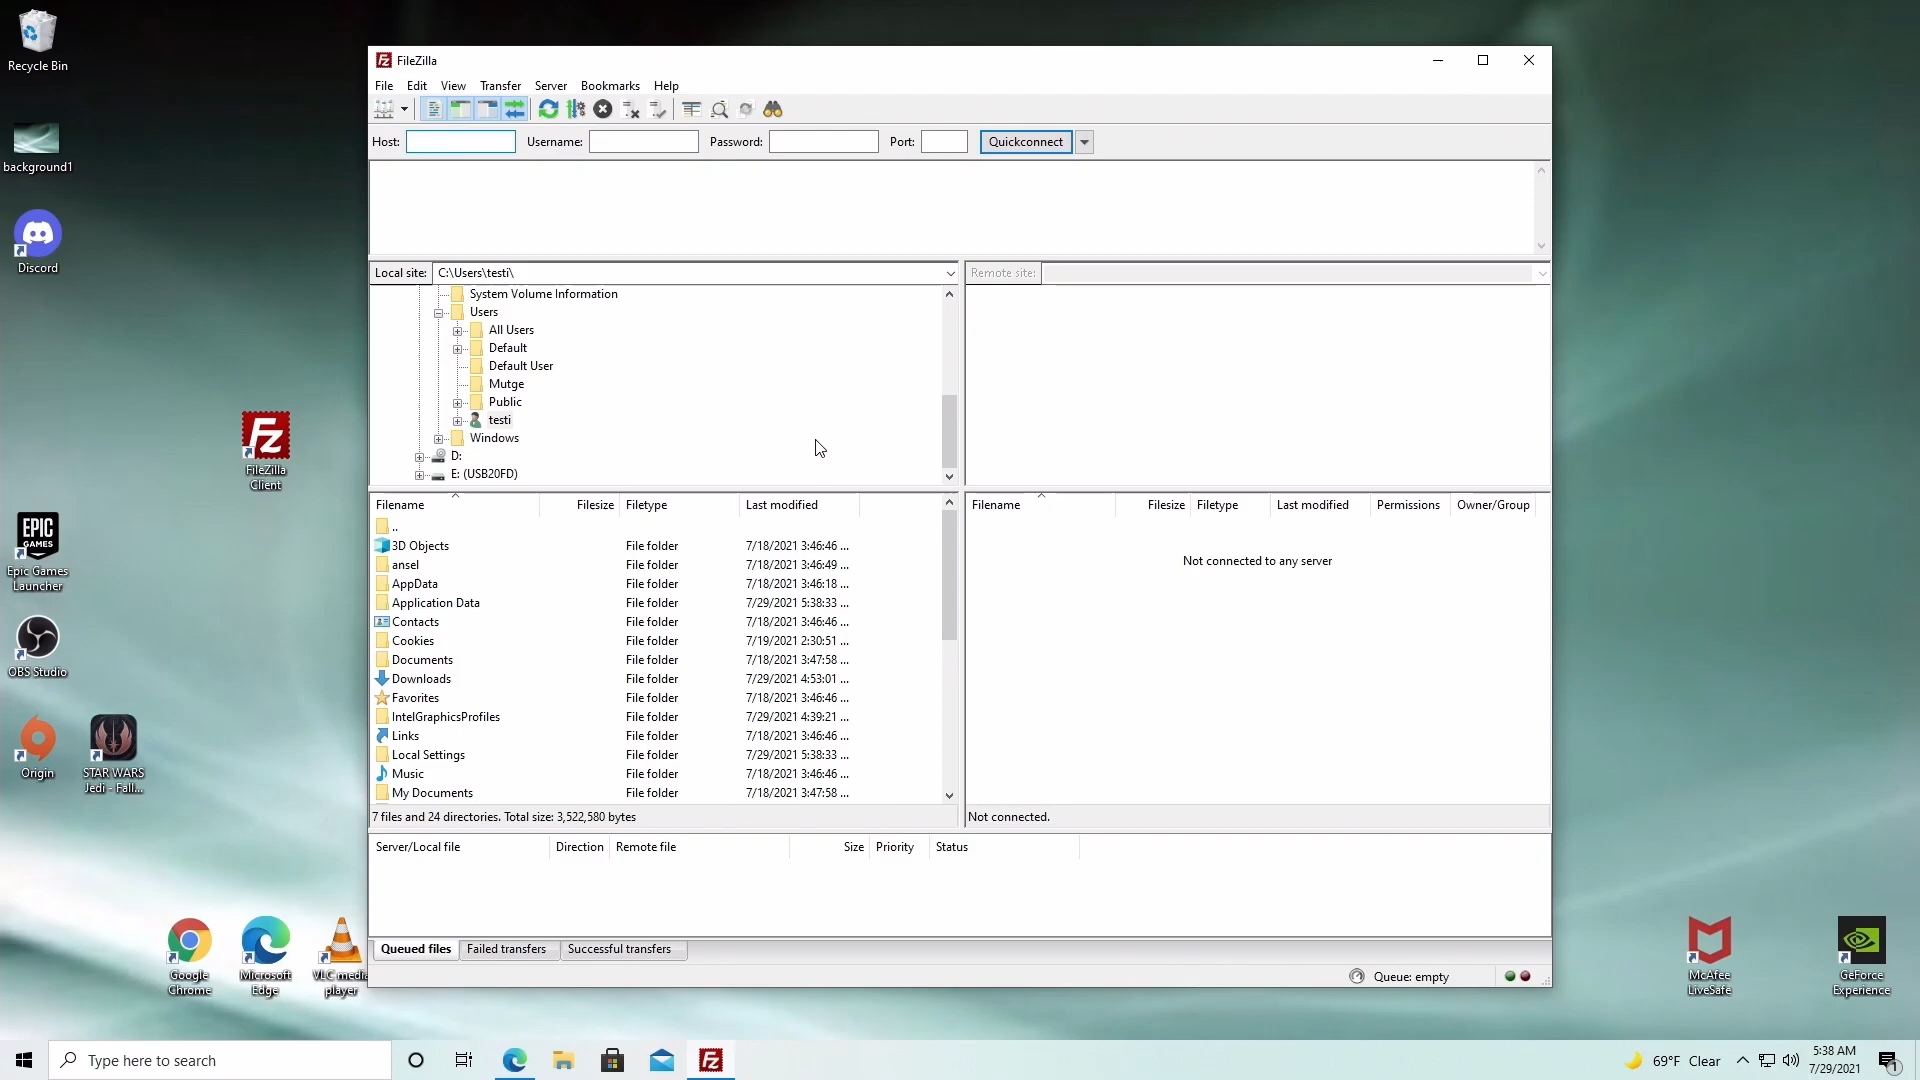 Recycle Bin
background1
Discord
FileZilla
Client
EPIC
GAMES
Epic Games
Launcher
OBS Studio
Origin
STAR WARS
Jedi - Fall...
Google
Chrome
Microsoft
Edge
VLC media
player
McAfee
LiveSafe
GeForce
Experience
FileZilla
File Edit View Transfer Server Bookmarks Help
Host: Username: Password: Port: Quickconnect
Local site: C:\Users\testi\
Remote site:
System Volume Information
Users
All Users
Default
Default User
Mutge
Public
testi
Windows
D:
E: (USB20FD)
Filename Filesize Filetype Last modified
..
3D Objects File folder 7/18/2021 3:46:46 ...
ansel File folder 7/18/2021 3:46:49 ...
AppData File folder 7/18/2021 3:46:18 ...
Application Data File folder 7/29/2021 5:38:33 ...
Contacts File folder 7/18/2021 3:46:46 ...
Cookies File folder 7/19/2021 2:30:51 ...
Documents File folder 7/18/2021 3:47:58 ...
Downloads File folder 7/29/2021 4:53:01 ...
Favorites File folder 7/18/2021 3:46:46 ...
IntelGraphicsProfiles File folder 7/29/2021 4:39:21 ...
Links File folder 7/18/2021 3:46:46 ...
Local Settings File folder 7/29/2021 5:38:33 ...
Music File folder 7/18/2021 3:46:46 ...
My Documents File folder 7/18/2021 3:47:58 ...
7 files and 24 directories. Total size: 3,522,580 bytes
Filename Filesize Filetype Last modified Permissions Owner/Group
Not connected to any server
Not connected.
Server/Local file Direction Remote file Size Priority Status
Queued files Failed transfers Successful transfers
Queue: empty
Type here to search
69°F Clear
5:38 AM
7/29/2021
1